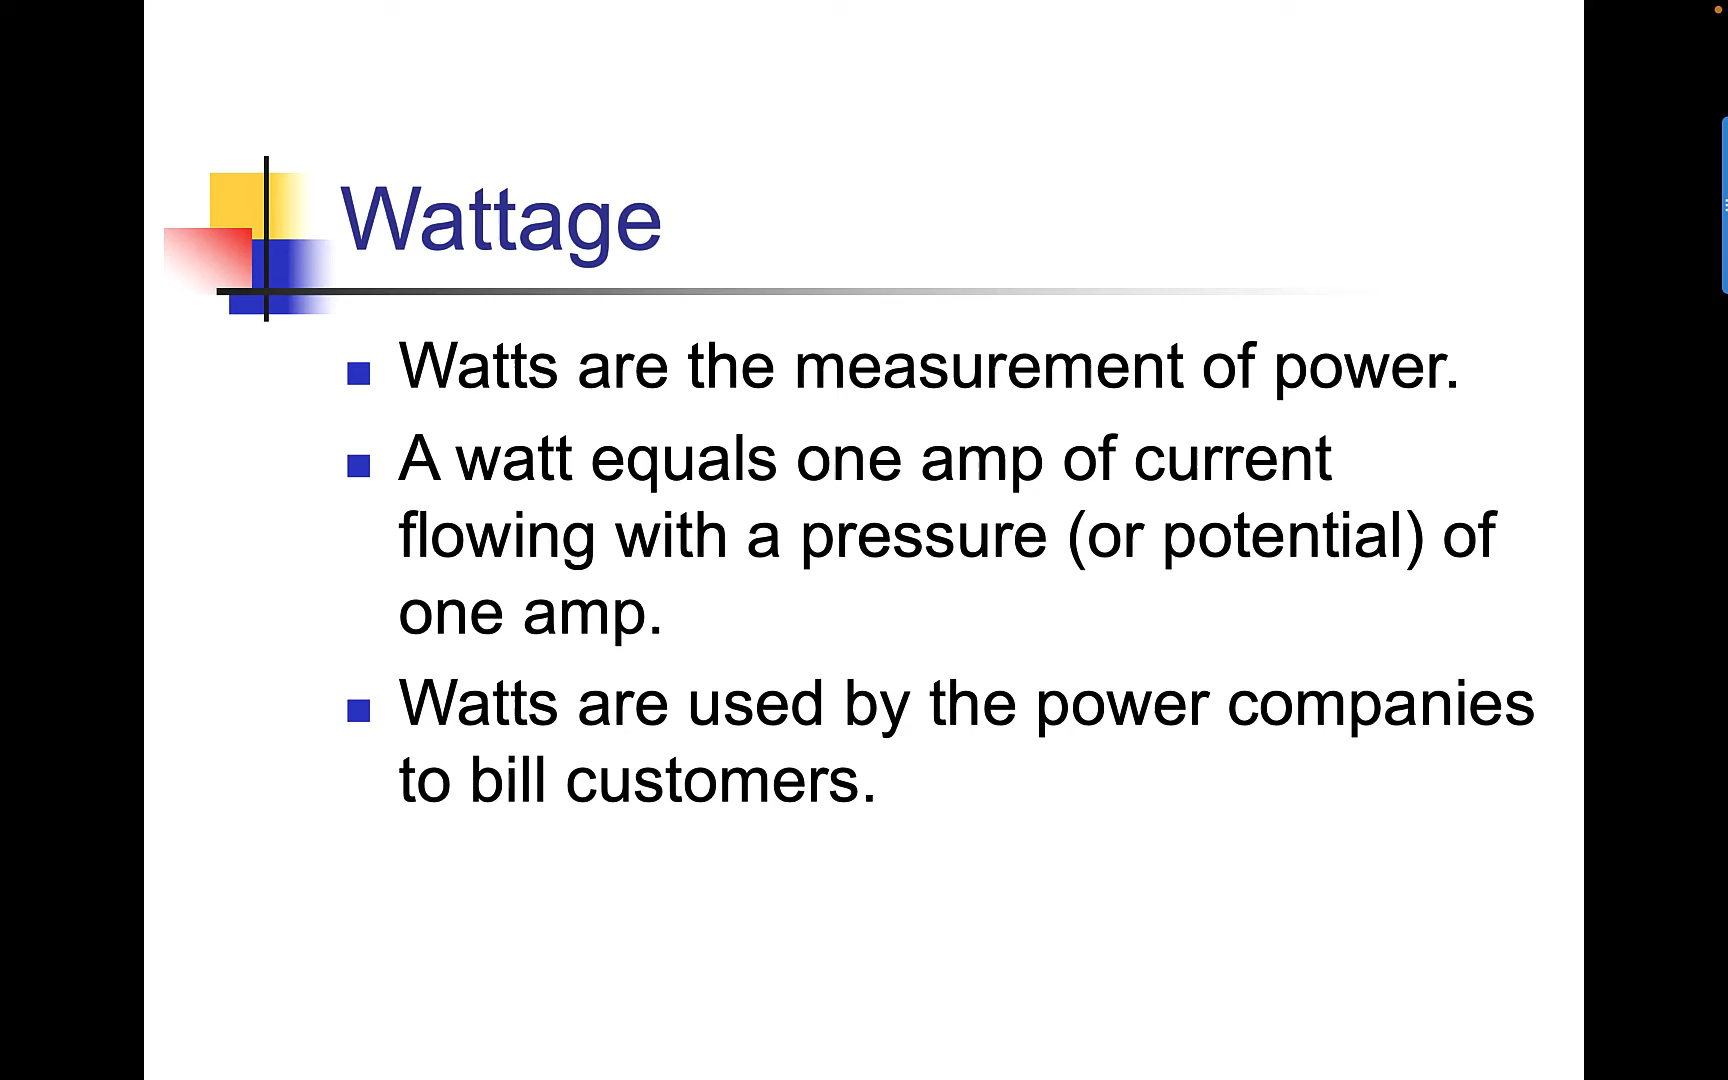 Wattage
Watts are the measurement of power.
A watt equals one amp of current
flowing with a pressure (or potential) of
one amp.
Watts are used by the power companies
to bill customers.